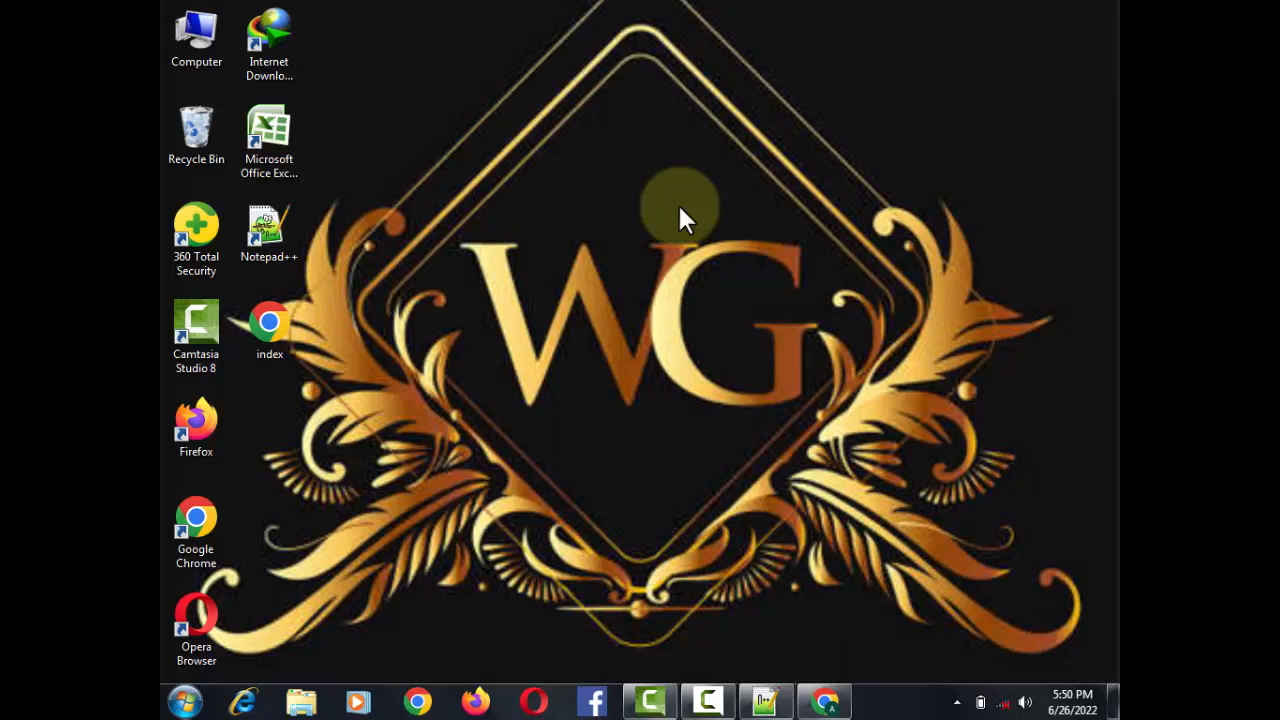 Computer
Internet
Downlo...
Recycle Bin
Microsoft
Office Exc...
360 Total
Security
Notepad++
Camtasia
Studio 8
index
Firefox
Google
Chrome
Opera
Browser
WG
5:50 PM
6/26/2022